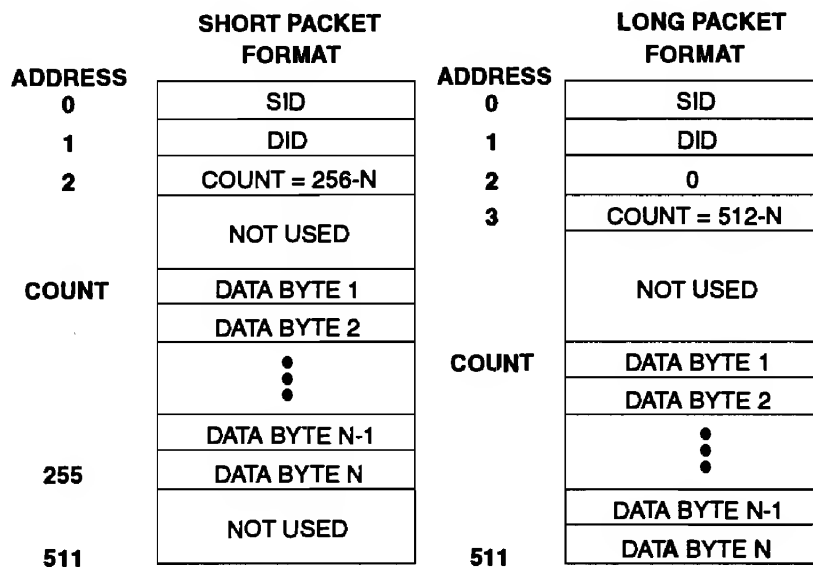 SHORT PACKET
FORMAT
ADDRESS
0 SID
1 DID
2 COUNT = 256-N
NOT USED
COUNT DATA BYTE 1
DATA BYTE 2
DATA BYTE N-1
255 DATA BYTE N
NOT USED
511
LONG PACKET
FORMAT
ADDRESS
0 SID
1 DID
2 0
3 COUNT = 512-N
NOT USED
COUNT DATA BYTE 1
DATA BYTE 2
DATA BYTE N-1
511 DATA BYTE N